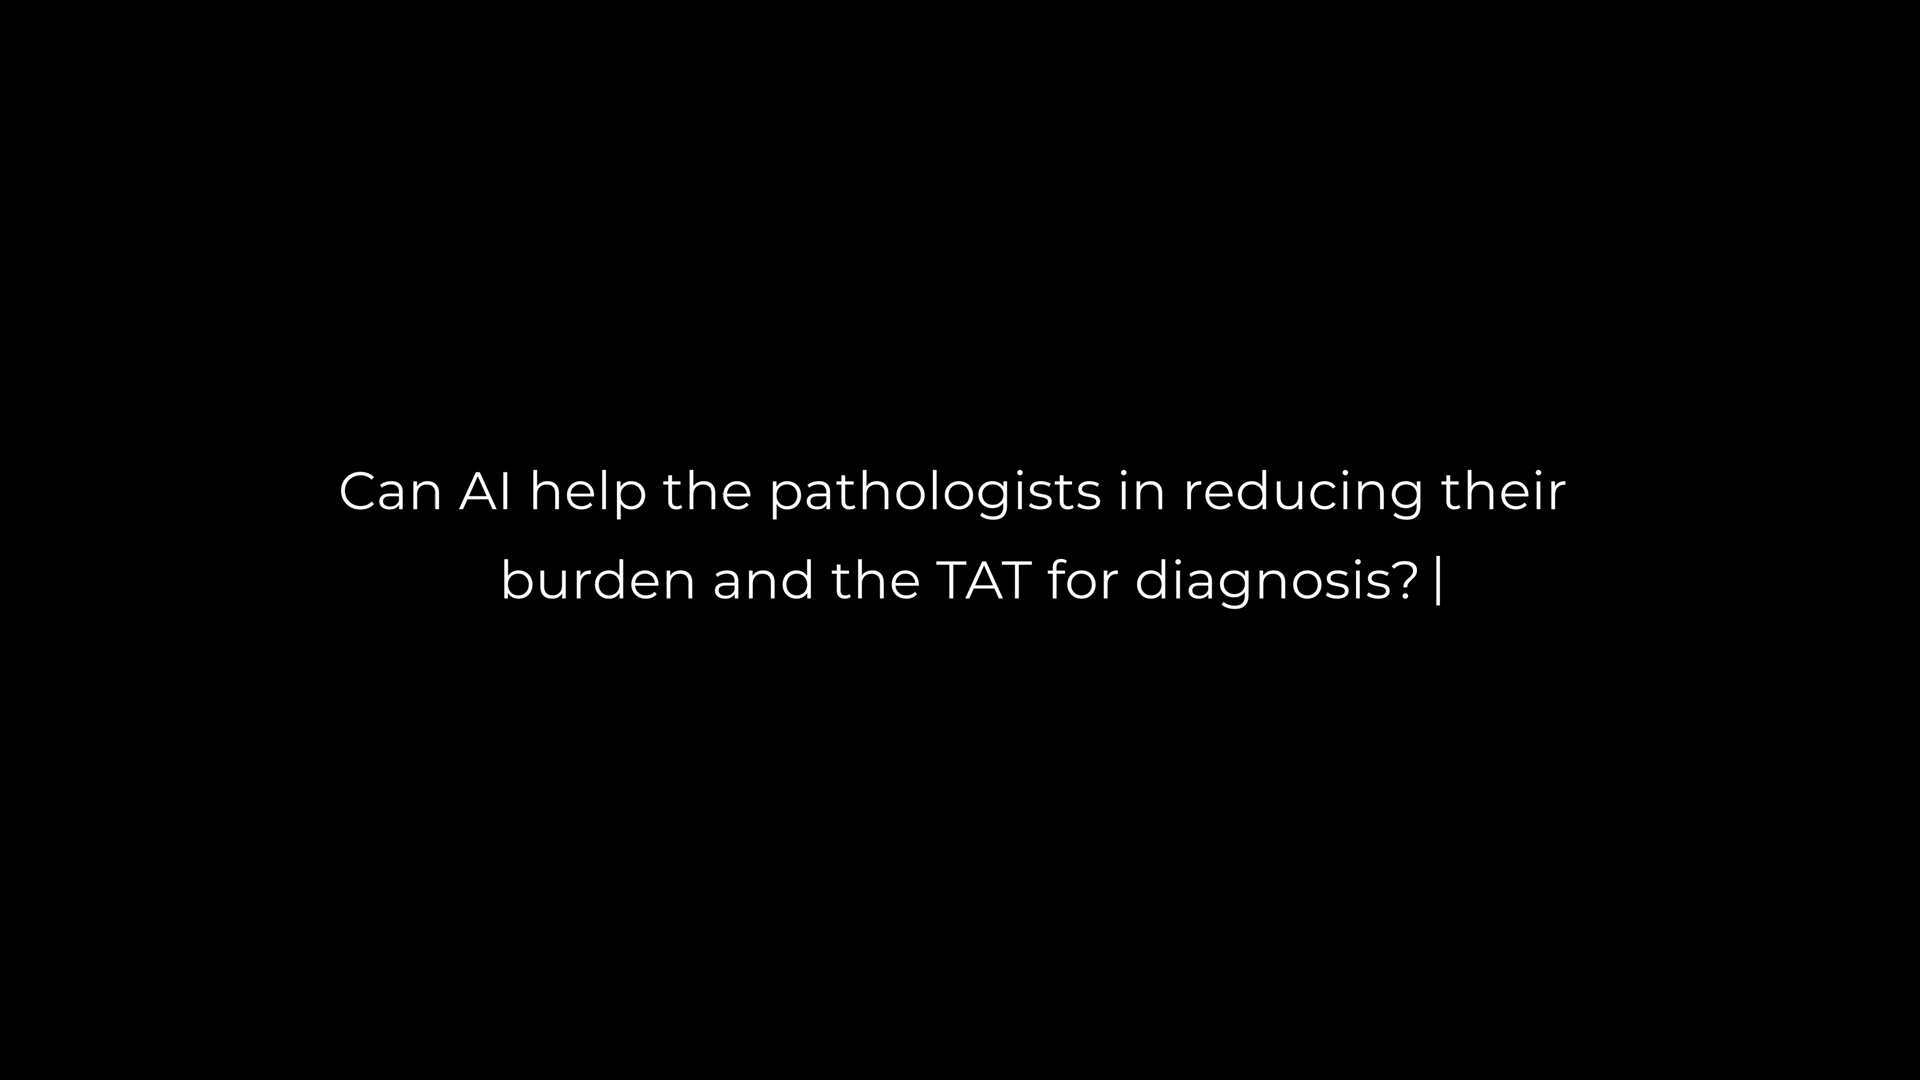 Can AI help the pathologists in reducing their
burden and the TAT for diagnosis?|